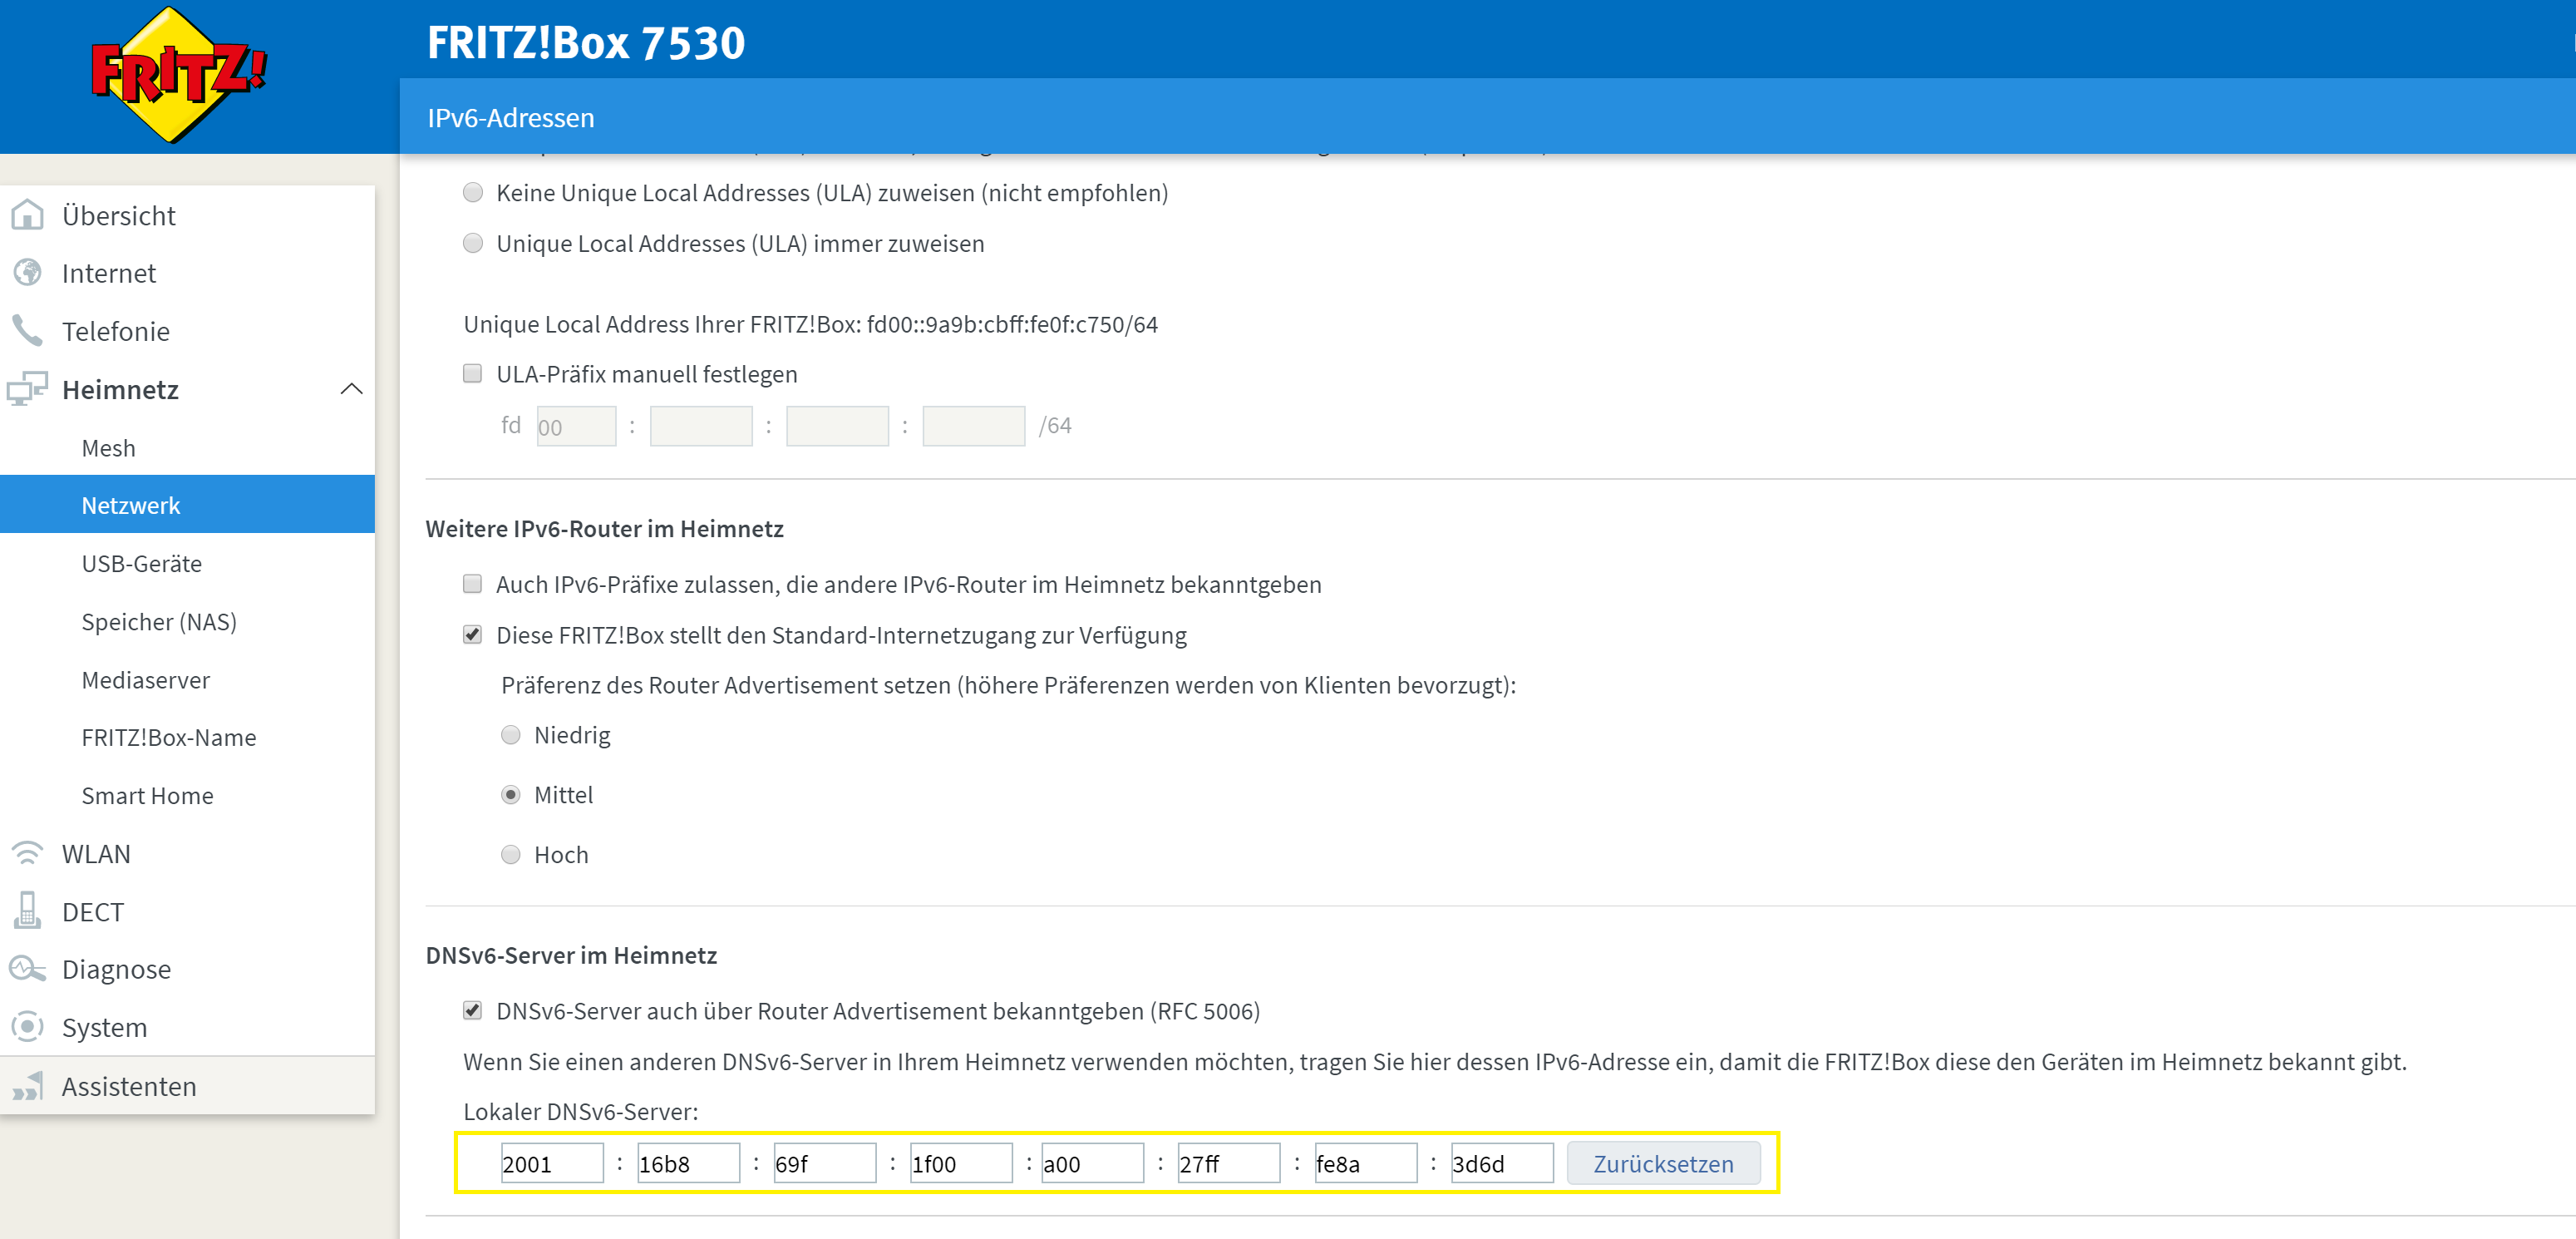 FRITZ!
FRITZ!Box 7530
IPv6-Adressen
Übersicht
Internet
Telefonie
Heimnetz
Mesh
Netzwerk
USB-Geräte
Speicher (NAS)
Mediaserver
FRITZ!Box-Name
Smart Home
WLAN
DECT
Diagnose
System
Assistenten
Keine Unique Local Addresses (ULA) zuweisen (nicht empfohlen)
Unique Local Addresses (ULA) immer zuweisen
Unique Local Address Ihrer FRITZ!Box: fd00::9a9b:cbff:fe0f:c750/64
ULA-Präfix manuell festlegen
fd 00 : : : /64
Weitere IPv6-Router im Heimnetz
Auch IPv6-Präfixe zulassen, die andere IPv6-Router im Heimnetz bekanntgeben
Diese FRITZ!Box stellt den Standard-Internetzugang zur Verfügung
Präferenz des Router Advertisement setzen (höhere Präferenzen werden von Klienten bevorzugt):
Niedrig
Mittel
Hoch
DNSv6-Server im Heimnetz
DNSv6-Server auch über Router Advertisement bekanntgeben (RFC 5006)
Wenn Sie einen anderen DNSv6-Server in Ihrem Heimnetz verwenden möchten, tragen Sie hier dessen IPv6-Adresse ein, damit die FRITZ!Box diese den Geräten im Heimnetz bekannt gibt.
Lokaler DNSv6-Server:
2001 : 16b8 : 69f : 1f00 : a00 : 27ff : fe8a : 3d6d Zurücksetzen